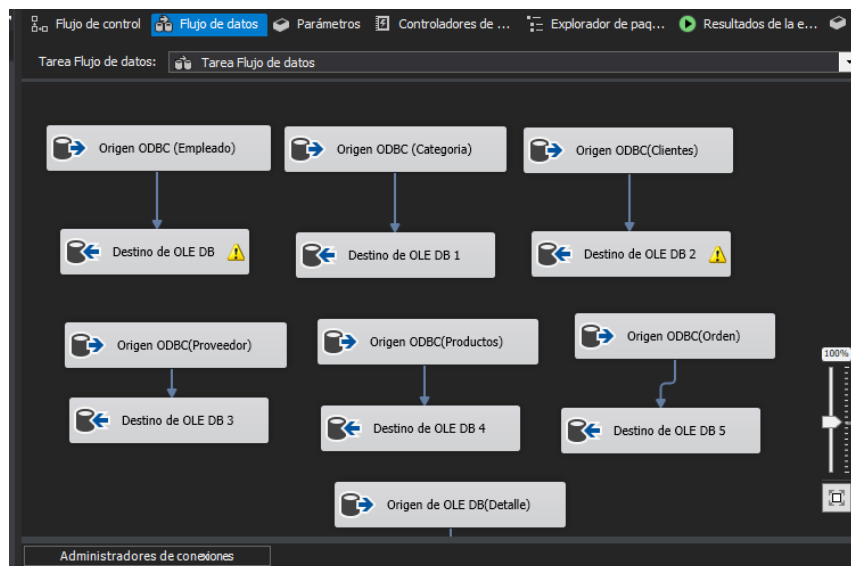 Flujo de control Flujo de datos Parámetros Controladores de ... Explorador de paq... Resultados de la e...
Tarea Flujo de datos: Tarea Flujo de datos
Origen ODBC (Empleado) Origen ODBC (Categoria) Origen ODBC(Clientes)
Destino de OLE DB Destino de OLE DB 1 Destino de OLE DB 2
Origen ODBC(Proveedor) Origen ODBC(Productos) Origen ODBC(Orden)
100%
Destino de OLE DB 3 Destino de OLE DB 4 Destino de OLE DB 5
Origen de OLE DB(Detalle)
Administradores de conexiones